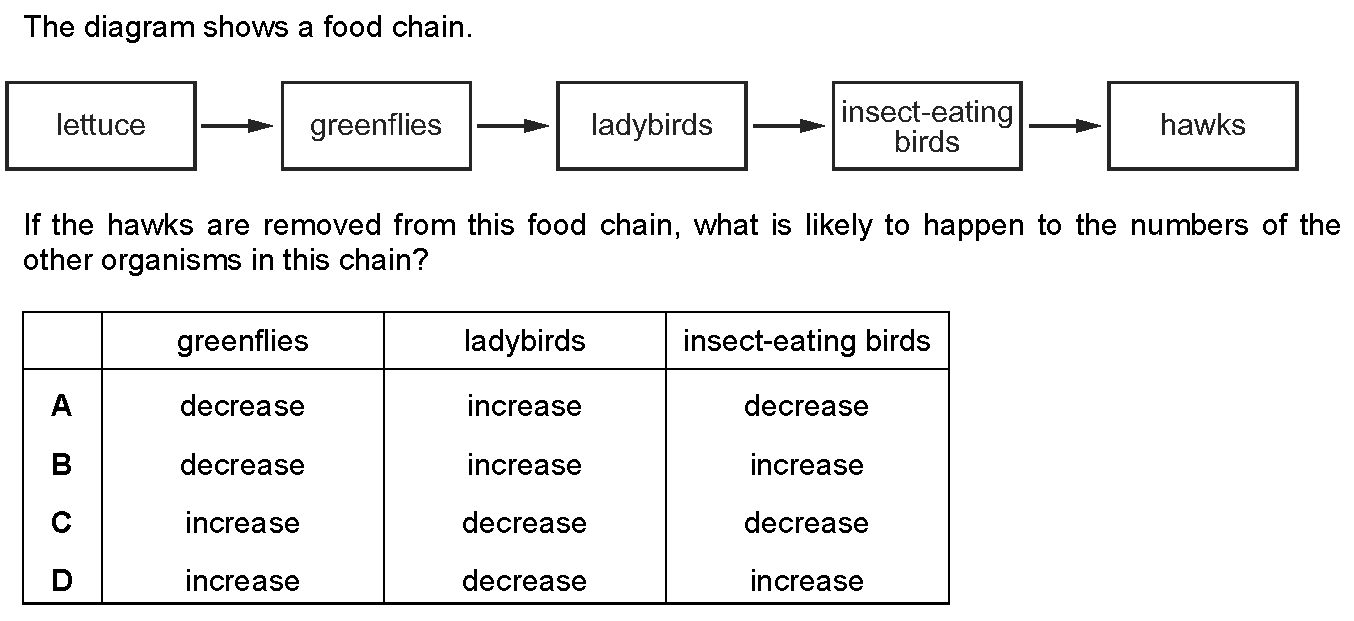 The diagram shows a food chain.
lettuce greenflies ladybirds insect-eating birds hawks
If the hawks are removed from this food chain, what is likely to happen to the numbers of the
other organisms in this chain?
greenflies ladybirds insect-eating birds
A decrease increase decrease
B decrease increase increase
C increase decrease decrease
D increase decrease increase